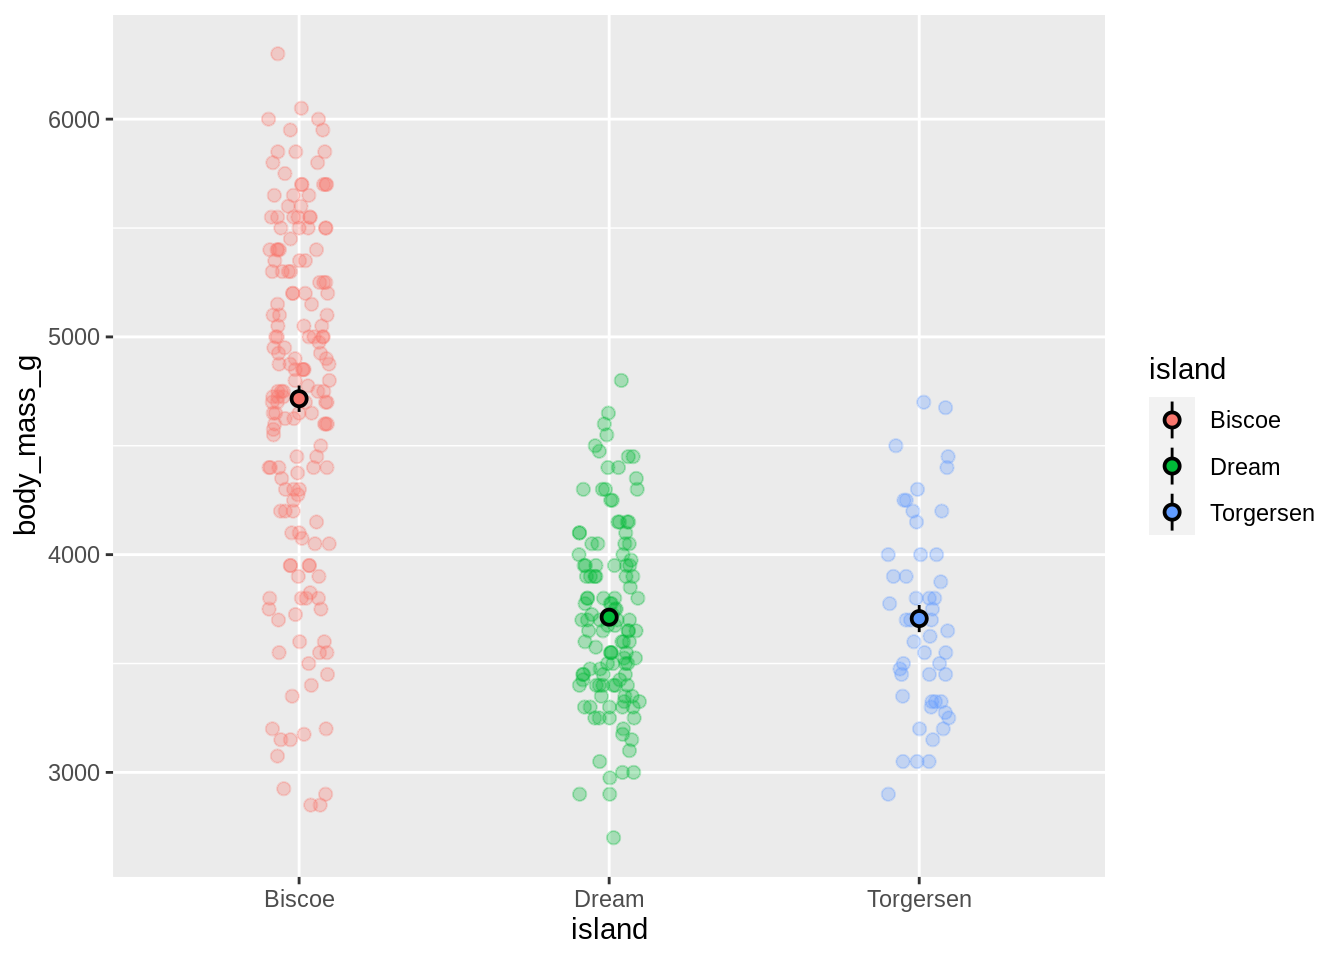 6000
5000
4000
3000
body_mass_g
Biscoe
Dream
Torgersen
island
island
Biscoe
Dream
Torgersen